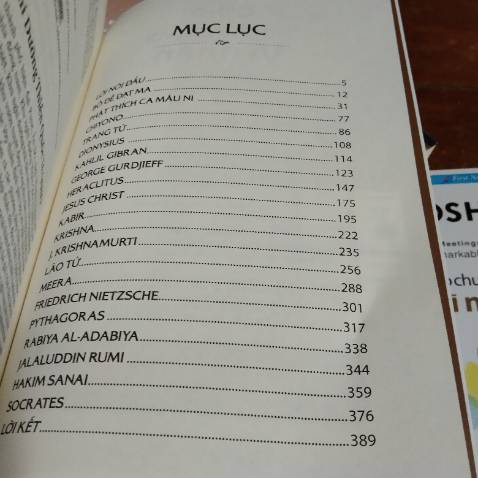 MỤC LỤC
LỜI NÓI ĐẦU 5
BỒ ĐỀ ĐẠT MA 12
PHẬT THÍCH CA MÂU NI 31
CHIYONO 77
TRANG TỬ 86
DIONYSIUS 108
KAHLIL GIBRAN 114
GEORGE GURDJIEFF 123
HERACLITUS 147
JESUS CHRIST 175
KABIR 195
KRISHNA 222
J. KRISHNAMURTI 235
LÃO TỬ 256
MEERA 288
FRIEDRICH NIETZSCHE 301
PYTHAGORAS 317
RABIYA AL-ADABIYA 338
JALALUDDIN RUMI 344
HAKIM SANAI 359
SOCRATES 376
LỜI KẾT 389
First
OSH
Meetings
markabl